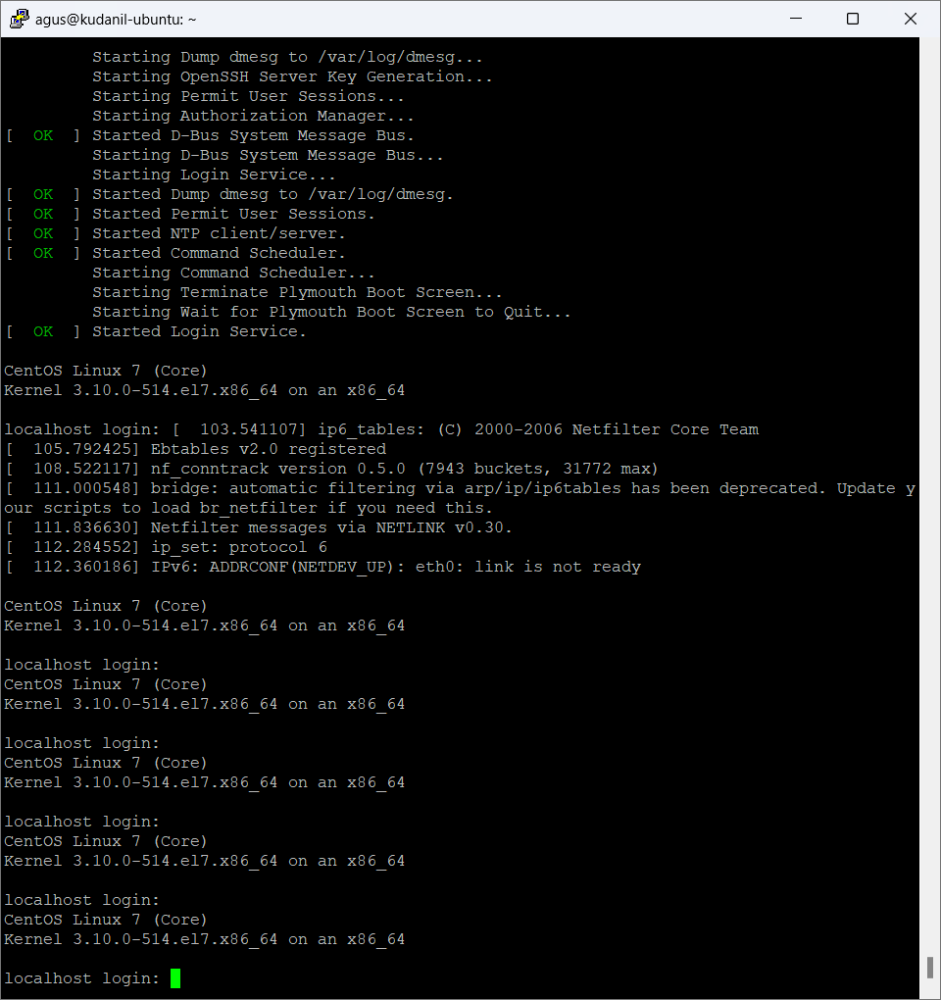 agus@kudanil-ubuntu: ~
         Starting Dump dmesg to /var/log/dmesg...
         Starting OpenSSH Server Key Generation...
         Starting Permit User Sessions...
         Starting Authorization Manager...
[  OK  ] Started D-Bus System Message Bus.
         Starting D-Bus System Message Bus...
         Starting Login Service...
[  OK  ] Started Dump dmesg to /var/log/dmesg.
[  OK  ] Started Permit User Sessions.
[  OK  ] Started NTP client/server.
[  OK  ] Started Command Scheduler.
         Starting Command Scheduler...
         Starting Terminate Plymouth Boot Screen...
         Starting Wait for Plymouth Boot Screen to Quit...
[  OK  ] Started Login Service.

CentOS Linux 7 (Core)
Kernel 3.10.0-514.el7.x86_64 on an x86_64

localhost login: [  103.541107] ip6_tables: (C) 2000-2006 Netfilter Core Team
[  105.792425] Ebtables v2.0 registered
[  108.522117] nf_conntrack version 0.5.0 (7943 buckets, 31772 max)
[  111.000548] bridge: automatic filtering via arp/ip/ip6tables has been deprecated. Update y
our scripts to load br_netfilter if you need this.
[  111.836630] Netfilter messages via NETLINK v0.30.
[  112.284552] ip_set: protocol 6
[  112.360186] IPv6: ADDRCONF(NETDEV_UP): eth0: link is not ready

CentOS Linux 7 (Core)
Kernel 3.10.0-514.el7.x86_64 on an x86_64

localhost login:
CentOS Linux 7 (Core)
Kernel 3.10.0-514.el7.x86_64 on an x86_64

localhost login:
CentOS Linux 7 (Core)
Kernel 3.10.0-514.el7.x86_64 on an x86_64

localhost login:
CentOS Linux 7 (Core)
Kernel 3.10.0-514.el7.x86_64 on an x86_64

localhost login:
CentOS Linux 7 (Core)
Kernel 3.10.0-514.el7.x86_64 on an x86_64

localhost login: